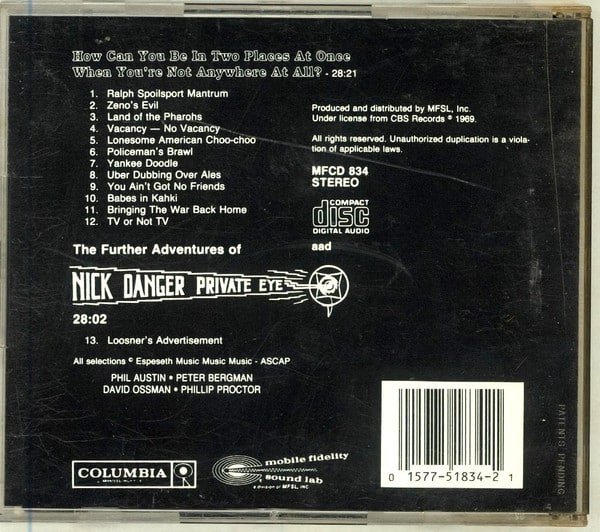 How Can You Be In Two Places At Once
When You're Not Anywhere At All? - 28:21
1. Ralph Spoilsport Mantrum
2. Zeno's Evil
3. Land of the Pharohs
4. Vacancy — No Vacancy
5. Lonesome American Choo-choo
6. Policeman's Brawl
7. Yankee Doodle
8. Uber Dubbing Over Ales
9. You Ain't Got No Friends
10. Babes in Kahki
11. Bringing The War Back Home
12. TV or Not TV
The Further Adventures of
NICK DANGER PRIVATE EYE
28:02
13. Loosner's Advertisement
All selections © Espeseth Music Music Music - ASCAP
PHIL AUSTIN • PETER BERGMAN
DAVID OSSMAN • PHILLIP PROCTOR
Produced and distributed by MFSL, Inc.
Under license from CBS Records ℗ 1969.
All rights reserved. Unauthorized duplication is a viola-
tion of applicable laws.
MFCD 834
STEREO
COMPACT
disc
DIGITAL AUDIO
aad
COLUMBIA
mobile fidelity
sound lab
a division of MFSL, INC
0 1577-51834-2 1
PATENTS PENDING